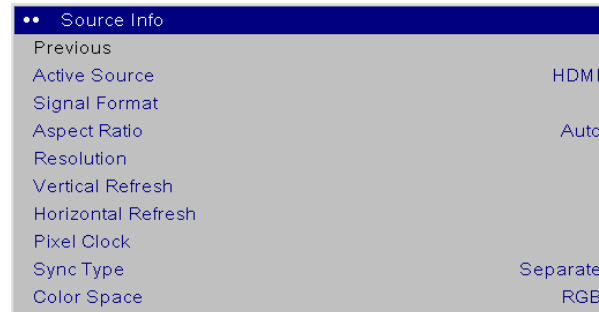 •• Source Info
Previous
Active Source HDMI
Signal Format
Aspect Ratio Auto
Resolution
Vertical Refresh
Horizontal Refresh
Pixel Clock
Sync Type Separate
Color Space RGB